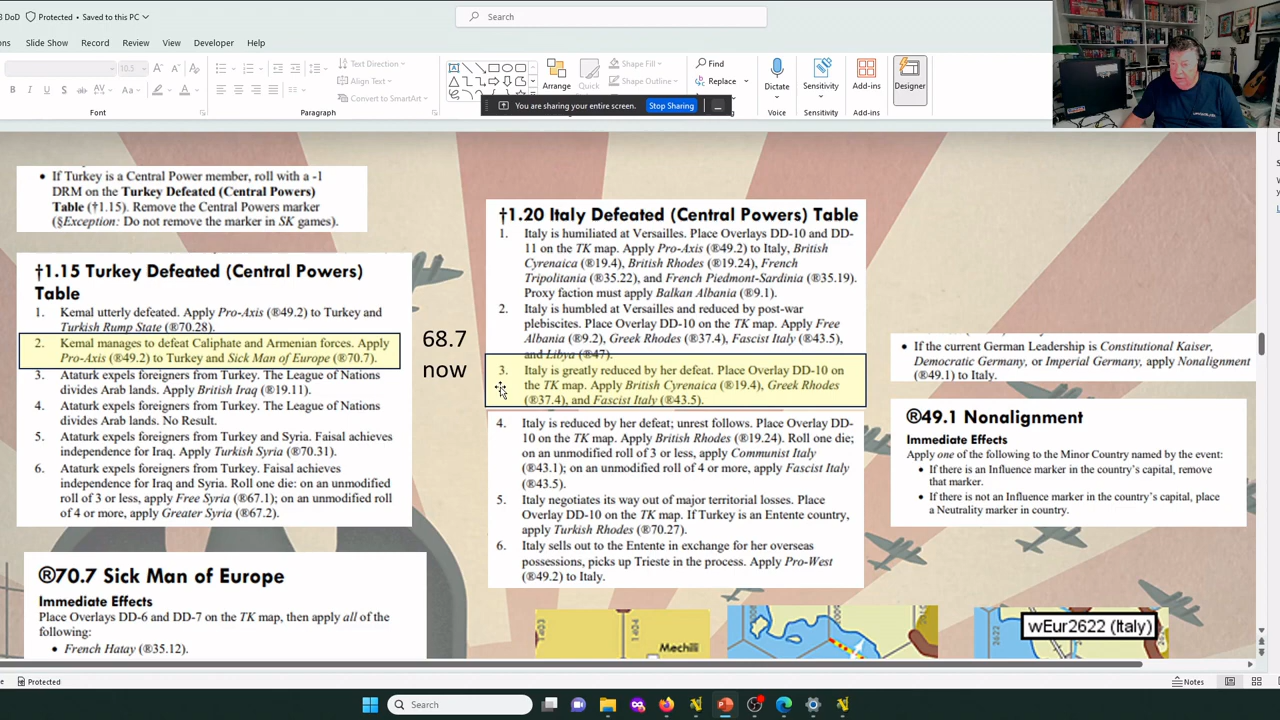 B DoD
Protected • Saved to this PC
Search
ons Slide Show Record Review View Developer Help
10.5
Text Direction
Align Text
Convert to SmartArt
Arrange
Quick
Shape Fill
Shape Outline
Find
Replace
Dictate
Sensitivity
Add-ins
Designer
You are sharing your entire screen. Stop Sharing
Font
Paragraph
Voice
Sensitivity
Add-ins
• If Turkey is a Central Power member, roll with a -1
DRM on the Turkey Defeated (Central Powers)
Table (†1.15). Remove the Central Powers marker
(§Exception: Do not remove the marker in SK games).
†1.15 Turkey Defeated (Central Powers)
Table
1. Kemal utterly defeated. Apply Pro-Axis (®49.2) to Turkey and
Turkish Rump State (®70.28).
2. Kemal manages to defeat Caliphate and Armenian forces. Apply
Pro-Axis (®49.2) to Turkey and Sick Man of Europe (®70.7).
3. Ataturk expels foreigners from Turkey. The League of Nations
divides Arab lands. Apply British Iraq (®19.11).
4. Ataturk expels foreigners from Turkey. The League of Nations
divides Arab lands. No Result.
5. Ataturk expels foreigners from Turkey and Syria. Faisal achieves
independence for Iraq. Apply Turkish Syria (®70.31).
6. Ataturk expels foreigners from Turkey. Faisal achieves
independence for Iraq and Syria. Roll one die: on an unmodified
roll of 3 or less, apply Free Syria (®67.1); on an unmodified roll
of 4 or more, apply Greater Syria (®67.2).
®70.7 Sick Man of Europe
Immediate Effects
Place Overlays DD-6 and DD-7 on the TK map, then apply all of the
following:
• French Hatay (®35.12).
68.7
now
†1.20 Italy Defeated (Central Powers) Table
1. Italy is humiliated at Versailles. Place Overlays DD-10 and DD-
11 on the TK map. Apply Pro-Axis (®49.2) to Italy, British
Cyrenaica (®19.4), British Rhodes (®19.24), French
Tripolitania (®35.22), and French Piedmont-Sardinia (®35.19).
Proxy faction must apply Balkan Albania (®9.1).
2. Italy is humbled at Versailles and reduced by post-war
plebiscites. Place Overlay DD-10 on the TK map. Apply Free
Albania (®9.2), Greek Rhodes (®37.4), Fascist Italy (®43.5),
and Libya (®47).
3. Italy is greatly reduced by her defeat. Place Overlay DD-10 on
the TK map. Apply British Cyrenaica (®19.4), Greek Rhodes
(®37.4), and Fascist Italy (®43.5).
4. Italy is reduced by her defeat; unrest follows. Place Overlay DD-
10 on the TK map. Apply British Rhodes (®19.24). Roll one die;
on an unmodified roll of 3 or less, apply Communist Italy
(®43.1); on an unmodified roll of 4 or more, apply Fascist Italy
(®43.5).
5. Italy negotiates its way out of major territorial losses. Place
Overlay DD-10 on the TK map. If Turkey is an Entente country,
apply Turkish Rhodes (®70.27).
6. Italy sells out to the Entente in exchange for her overseas
possessions, picks up Trieste in the process. Apply Pro-West
(®49.2) to Italy.
• If the current German Leadership is Constitutional Kaiser,
Democratic Germany, or Imperial Germany, apply Nonalignment
(®49.1) to Italy.
®49.1 Nonalignment
Immediate Effects
Apply one of the following to the Minor Country named by the event:
• If there is an Influence marker in the country's capital, remove
that marker.
• If there is not an Influence marker in the country's capital, place
a Neutrality marker in country.
1403
1404
Mechili
2622
wEur2622 (Italy)
Protected
Notes
Search